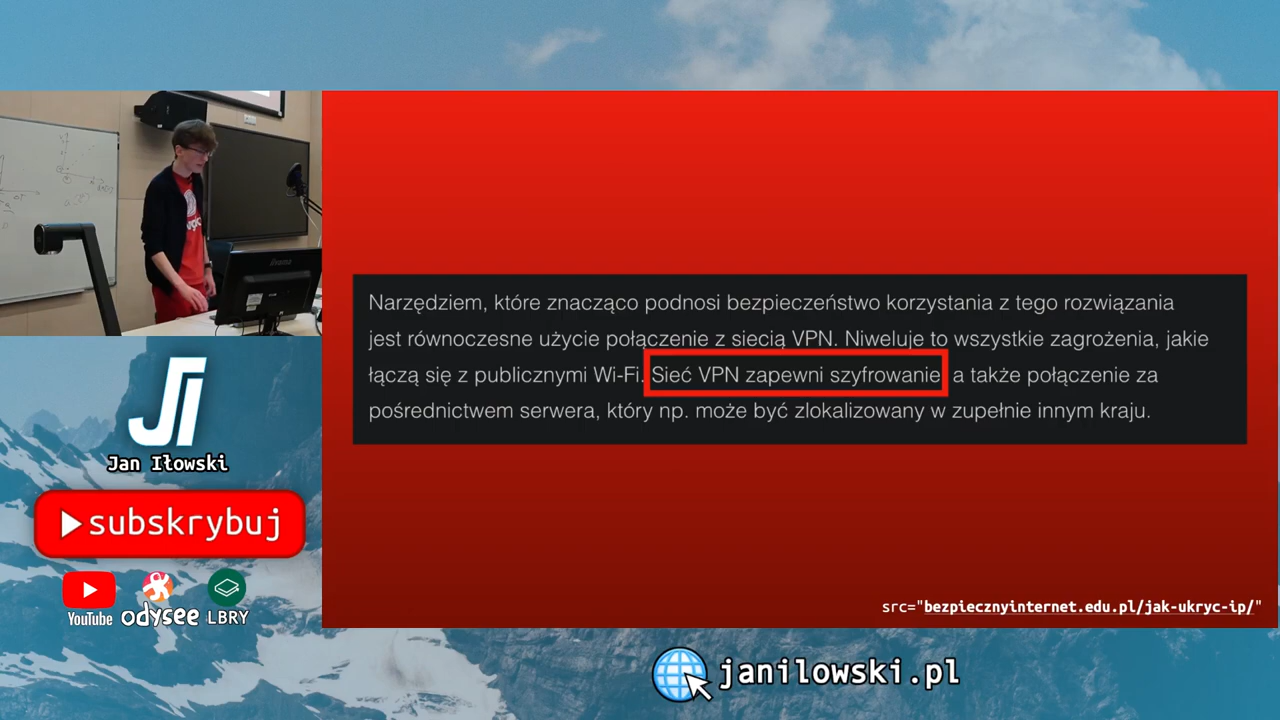 Narzędziem, które znacząco podnosi bezpieczeństwo korzystania z tego rozwiązania
jest równoczesne użycie połączenie z siecią VPN. Niweluje to wszystkie zagrożenia, jakie
łączą się z publicznymi Wi-Fi. Sieć VPN zapewni szyfrowanie, a także połączenie za
pośrednictwem serwera, który np. może być zlokalizowany w zupełnie innym kraju.
src="bezpiecznyinternet.edu.pl/jak-ukryc-ip/"
JI
Jan Iłowski
subskrybuj
YouTube odysee LBRY
janilowski.pl